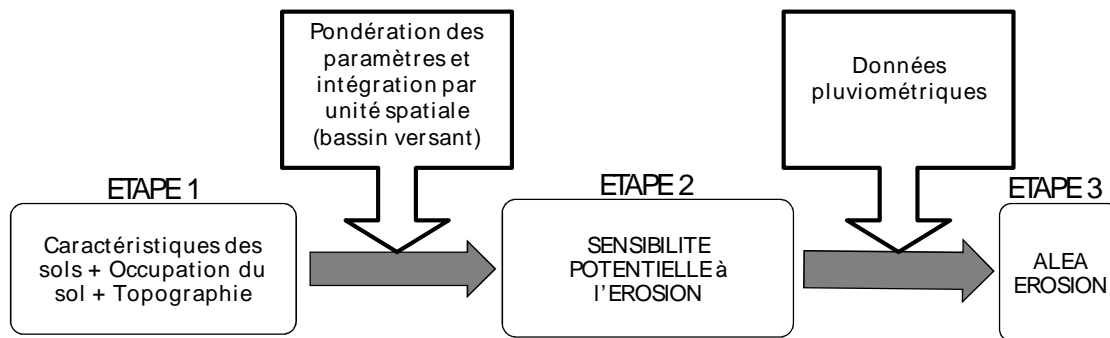 Pondération des
paramètres et
intégration par
unité spatiale
(bassin versant)
Données
pluviométriques
ETAPE 1
Caractéristiques des
sols + Occupation du
sol + Topographie
ETAPE 2
SENSIBILITE
POTENTIELLE à
l'EROSION
ETAPE 3
ALEA
EROSION